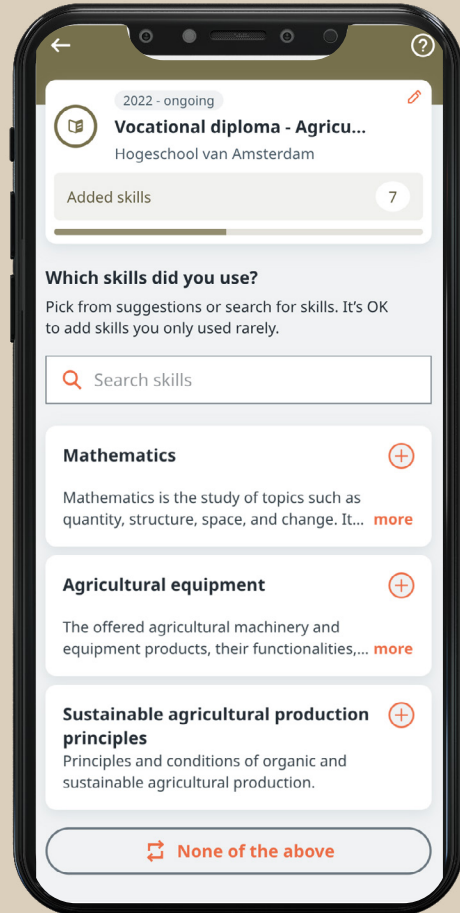 2022 - ongoing
Vocational diploma - Agricu...
Hogeschool van Amsterdam
Added skills
7
Which skills did you use?
Pick from suggestions or search for skills. It’s OK
to add skills you only used rarely.
Search skills
Mathematics
Mathematics is the study of topics such as
quantity, structure, space, and change. It... more
Agricultural equipment
The offered agricultural machinery and
equipment products, their functionalities,... more
Sustainable agricultural production
principles
Principles and conditions of organic and
sustainable agricultural production.
None of the above